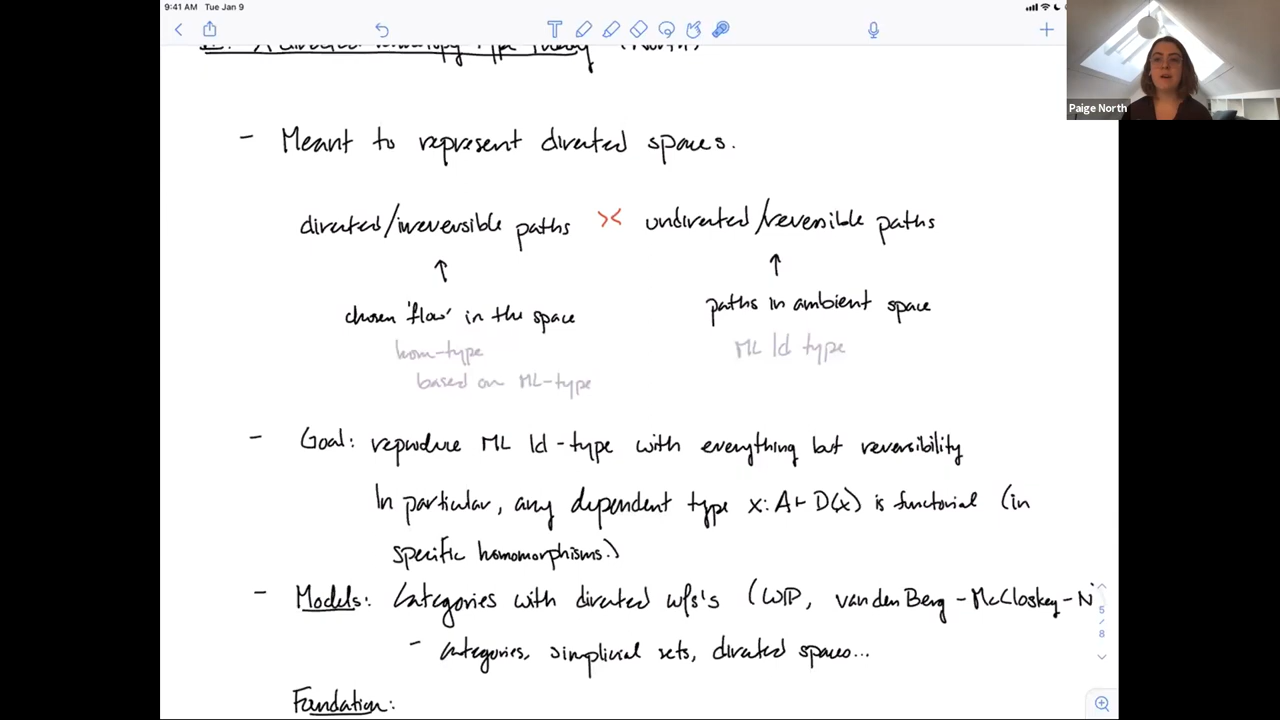 9:41 AM Tue Jan 9
Paige North
- Meant to represent directed spaces.
directed/irreversible paths >< undirected/reversible paths
↑ ↑
chosen 'flow' in the space
paths in ambient space
hom-type
ML Id type
based on ML-type
- Goal: reproduce ML Id-type with everything but reversibility
In particular, any dependent type x:A ⊢ D(x) is functorial (in
specific homomorphisms.)
- Models: Categories with directed wfs's (WIP, van den Berg - McCloskey - N
- categories, simplicial sets, directed spaces...
Foundation:
5
/
8